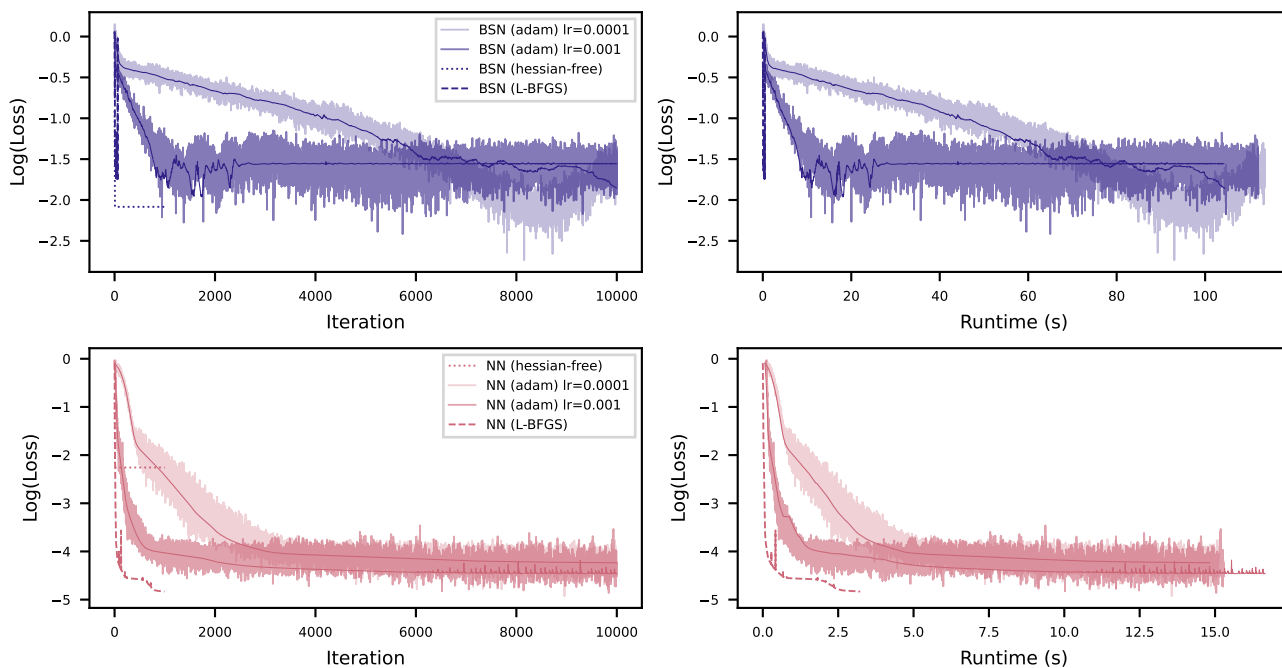 0.0
−0.5
−1.0
−1.5
−2.0
−2.5
Log(Loss)
BSN (adam) lr=0.0001
BSN (adam) lr=0.001
BSN (hessian-free)
BSN (L-BFGS)
0 2000 4000 6000 8000 10000
Iteration
0.0
−0.5
−1.0
−1.5
−2.0
−2.5
Log(Loss)
0 20 40 60 80 100
Runtime (s)
0
−1
−2
−3
−4
−5
Log(Loss)
NN (hessian-free)
NN (adam) lr=0.0001
NN (adam) lr=0.001
NN (L-BFGS)
0 2000 4000 6000 8000 10000
Iteration
0
−1
−2
−3
−4
−5
Log(Loss)
0.0 2.5 5.0 7.5 10.0 12.5 15.0
Runtime (s)